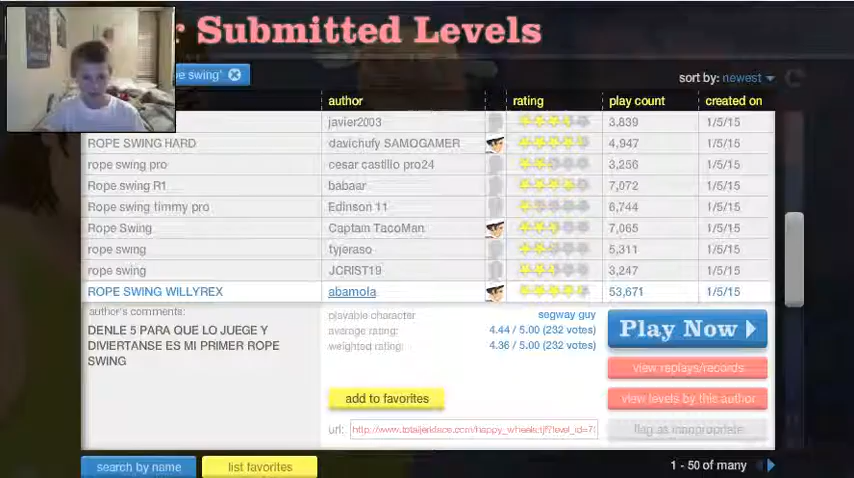 Submitted Levels
e swing'
sort by: newest
author rating play count created on
javier2003 3,839 1/5/15
ROPE SWING HARD davichufy SAMOGAMER 4,947 1/5/15
rope swing pro cesar castillo pro24 3,256 1/5/15
Rope swing R1 babaar 7,072 1/5/15
Rope swing timmy pro Edinson 11 6,744 1/5/15
Rope Swing Captain TacoMan 7,065 1/5/15
rope swing tyjeraso 5,311 1/5/15
rope swing JCRIST19 3,247 1/5/15
ROPE SWING WILLYREX abamola 53,671 1/5/15
author's comments:
DENLE 5 PARA QUE LO JUEGE Y
DIVIERTANSE ES MI PRIMER ROPE
SWING
playable character segway guy
average rating: 4.44 / 5.00 (232 votes)
weighted rating: 4.36 / 5.00 (232 votes)
Play Now
view replays/records
add to favorites
view levels by this author
url: http://www.totaljerkface.com/happy_wheels.tjf?level_id=7
flag as inappropriate
search by name
list favorites
1 - 50 of many